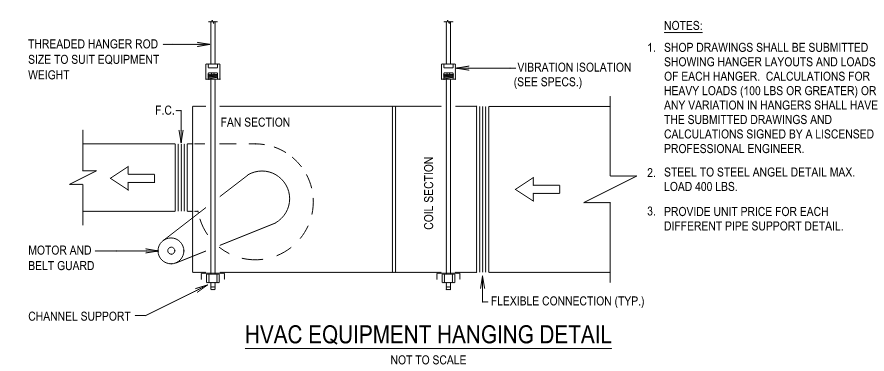 THREADED HANGER ROD
SIZE TO SUIT EQUIPMENT
WEIGHT
F.C.
FAN SECTION
VIBRATION ISOLATION
(SEE SPECS.)
COIL SECTION
MOTOR AND
BELT GUARD
CHANNEL SUPPORT
FLEXIBLE CONNECTION (TYP.)
HVAC EQUIPMENT HANGING DETAIL
NOT TO SCALE
NOTES:
1. SHOP DRAWINGS SHALL BE SUBMITTED
SHOWING HANGER LAYOUTS AND LOADS
OF EACH HANGER. CALCULATIONS FOR
HEAVY LOADS (100 LBS OR GREATER) OR
ANY VARIATION IN HANGERS SHALL HAVE
THE SUBMITTED DRAWINGS AND
CALCULATIONS SIGNED BY A LISCENSED
PROFESSIONAL ENGINEER.
2. STEEL TO STEEL ANGEL DETAIL MAX.
LOAD 400 LBS.
3. PROVIDE UNIT PRICE FOR EACH
DIFFERENT PIPE SUPPORT DETAIL.